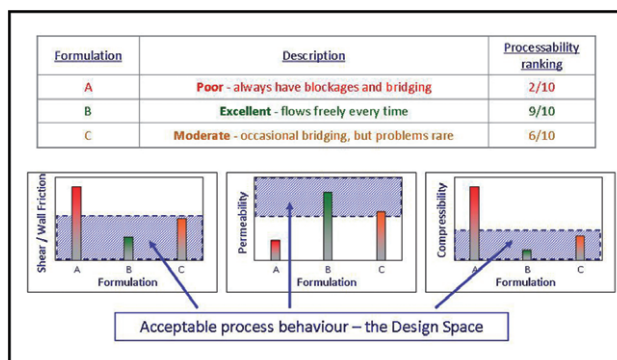 Formulation Description Processability ranking
A Poor - always have blockages and bridging 2/10
B Excellent - flows freely every time 9/10
C Moderate - occasional bridging, but problems rare 6/10
Shear / Wall Friction
A B C
Formulation
Permeability
A B C
Formulation
Compressibility
A B C
Formulation
Acceptable process behaviour – the Design Space